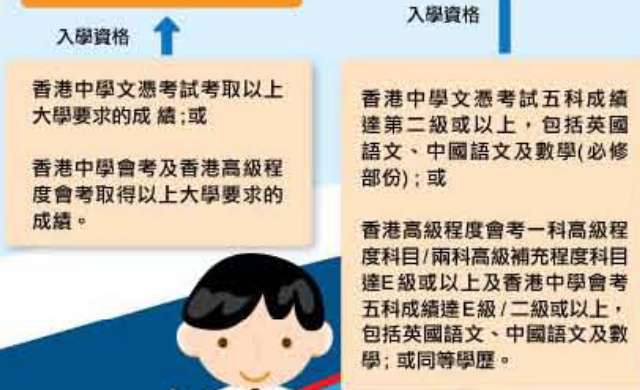 入學資格
香港中學文憑考試考取以上
大學要求的成 績;或
香港中學會考及香港高級程
度會考取得以上大學要求的
成績。
入學資格
香港中學文憑考試五科成績
達第二級或以上，包括英國
語文、中國語文及數學(必修
部份)；或
香港高級程度會考一科高級程
度科目/兩科高級補充程度科目
達E級或以上及香港中學會考
五科成績達E級/二級或以上，
包括英國語文、中國語文及數
學; 或同等學歷。